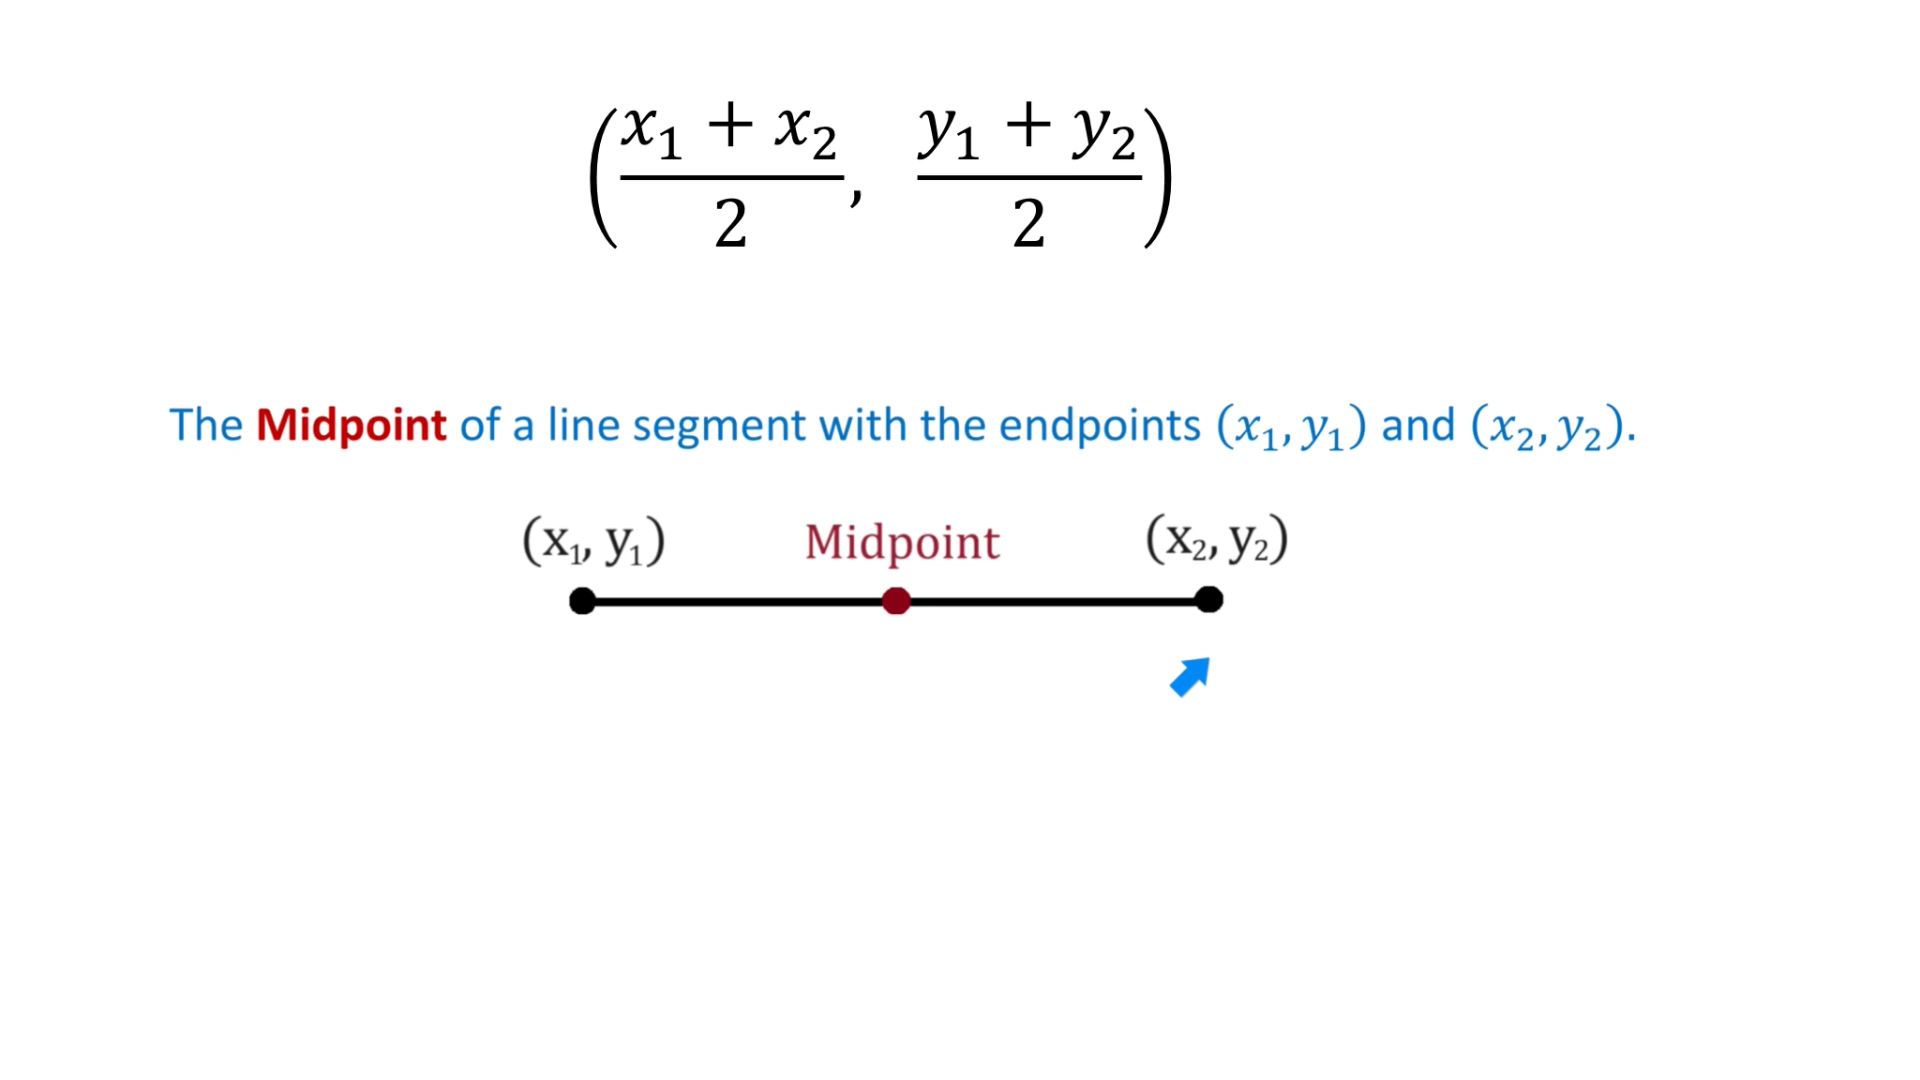 (x₁ + x₂ / 2, y₁ + y₂ / 2)
The Midpoint of a line segment with the endpoints (x₁, y₁) and (x₂, y₂).
(x₁, y₁) Midpoint (x₂, y₂)